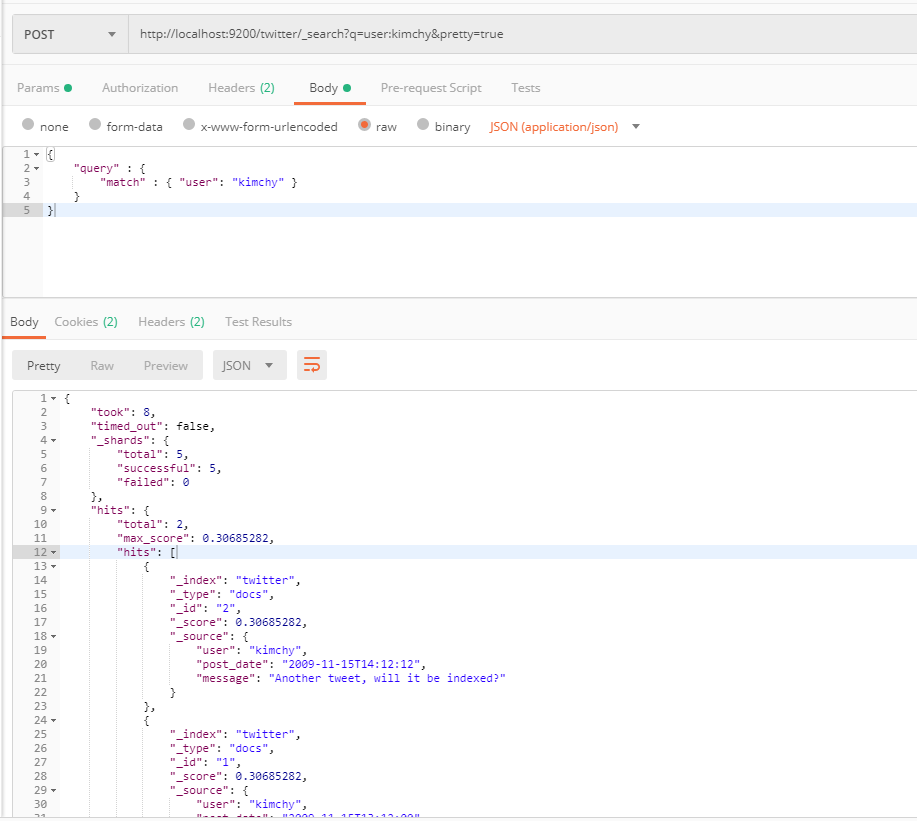 POST http://localhost:9200/twitter/_search?q=user:kimchy&pretty=true
Params Authorization Headers (2) Body Pre-request Script Tests
none form-data x-www-form-urlencoded raw binary JSON (application/json)
1 {
2 "query" : {
3 "match" : { "user": "kimchy" }
4 }
5 }
Body Cookies (2) Headers (2) Test Results
Pretty Raw Preview JSON
1 {
2 "took": 8,
3 "timed_out": false,
4 "_shards": {
5 "total": 5,
6 "successful": 5,
7 "failed": 0
8 },
9 "hits": {
10 "total": 2,
11 "max_score": 0.30685282,
12 "hits": [
13 {
14 "_index": "twitter",
15 "_type": "docs",
16 "_id": "2",
17 "_score": 0.30685282,
18 "_source": {
19 "user": "kimchy",
20 "post_date": "2009-11-15T14:12:12",
21 "message": "Another tweet, will it be indexed?"
22 }
23 },
24 {
25 "_index": "twitter",
26 "_type": "docs",
27 "_id": "1",
28 "_score": 0.30685282,
29 "_source": {
30 "user": "kimchy",